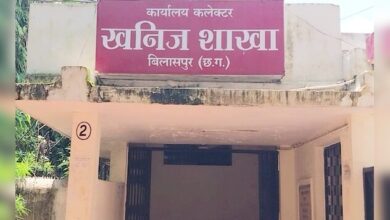 कार्यालय कलेक्टर
खनिज शाखा
बिलासपुर (छ.ग.)
2